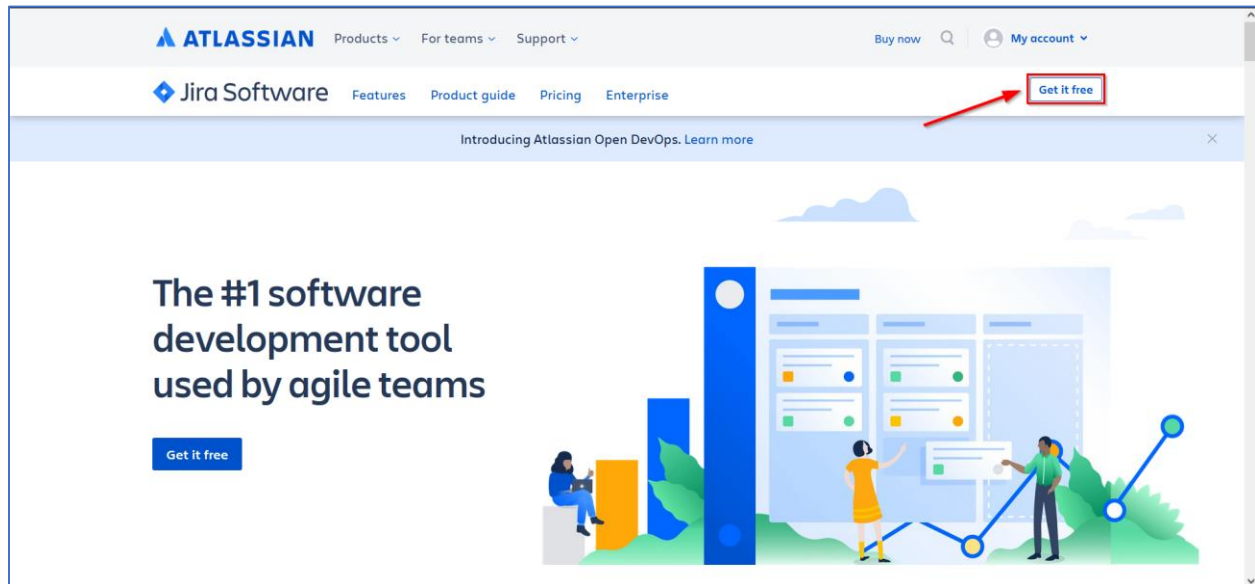 ATLASSIAN Products For teams Support Buy now My account
Jira Software Features Product guide Pricing Enterprise Get it free
Introducing Atlassian Open DevOps. Learn more
The #1 software
development tool
used by agile teams
Get it free